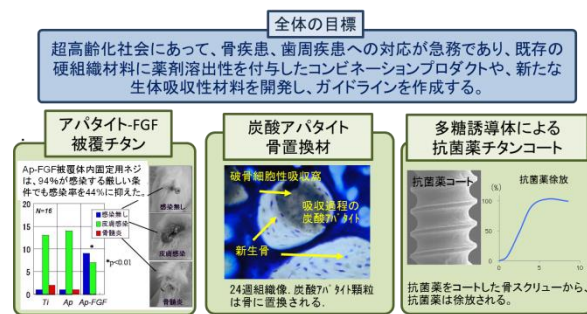 全体の目標
超高齢化社会にあって、骨疾患、歯周疾患への対応が急務であり、既存の
硬組織材料に薬剤溶出性を付与したコンビネーションプロダクトや、新たな
生体吸収性材料を開発し、ガイドラインを作成する。
アパタイト-FGF
被覆チタン
Ap-FGF被覆体内固定用ネジ
は、94%が感染する厳しい条
件でも感染率を44%に抑えた。
N=16
感染無し
皮膚感染
骨髄炎
*
*p<0.01
20
15
10
5
0
Ti Ap Ap-FGF
感染無し
皮膚感染
骨髄炎
炭酸アパタイト
骨置換材
破骨細胞性吸収窩
吸収過程の
炭酸アパタイト
新生骨
24週組織像. 炭酸アパタイト顆粒
は骨に置換される.
多糖誘導体による
抗菌薬チタンコート
抗菌薬コート
抗菌薬徐放
(%)
100
50
0
0 5 10
抗菌薬をコートした骨スクリューから、
抗菌薬は徐放される。